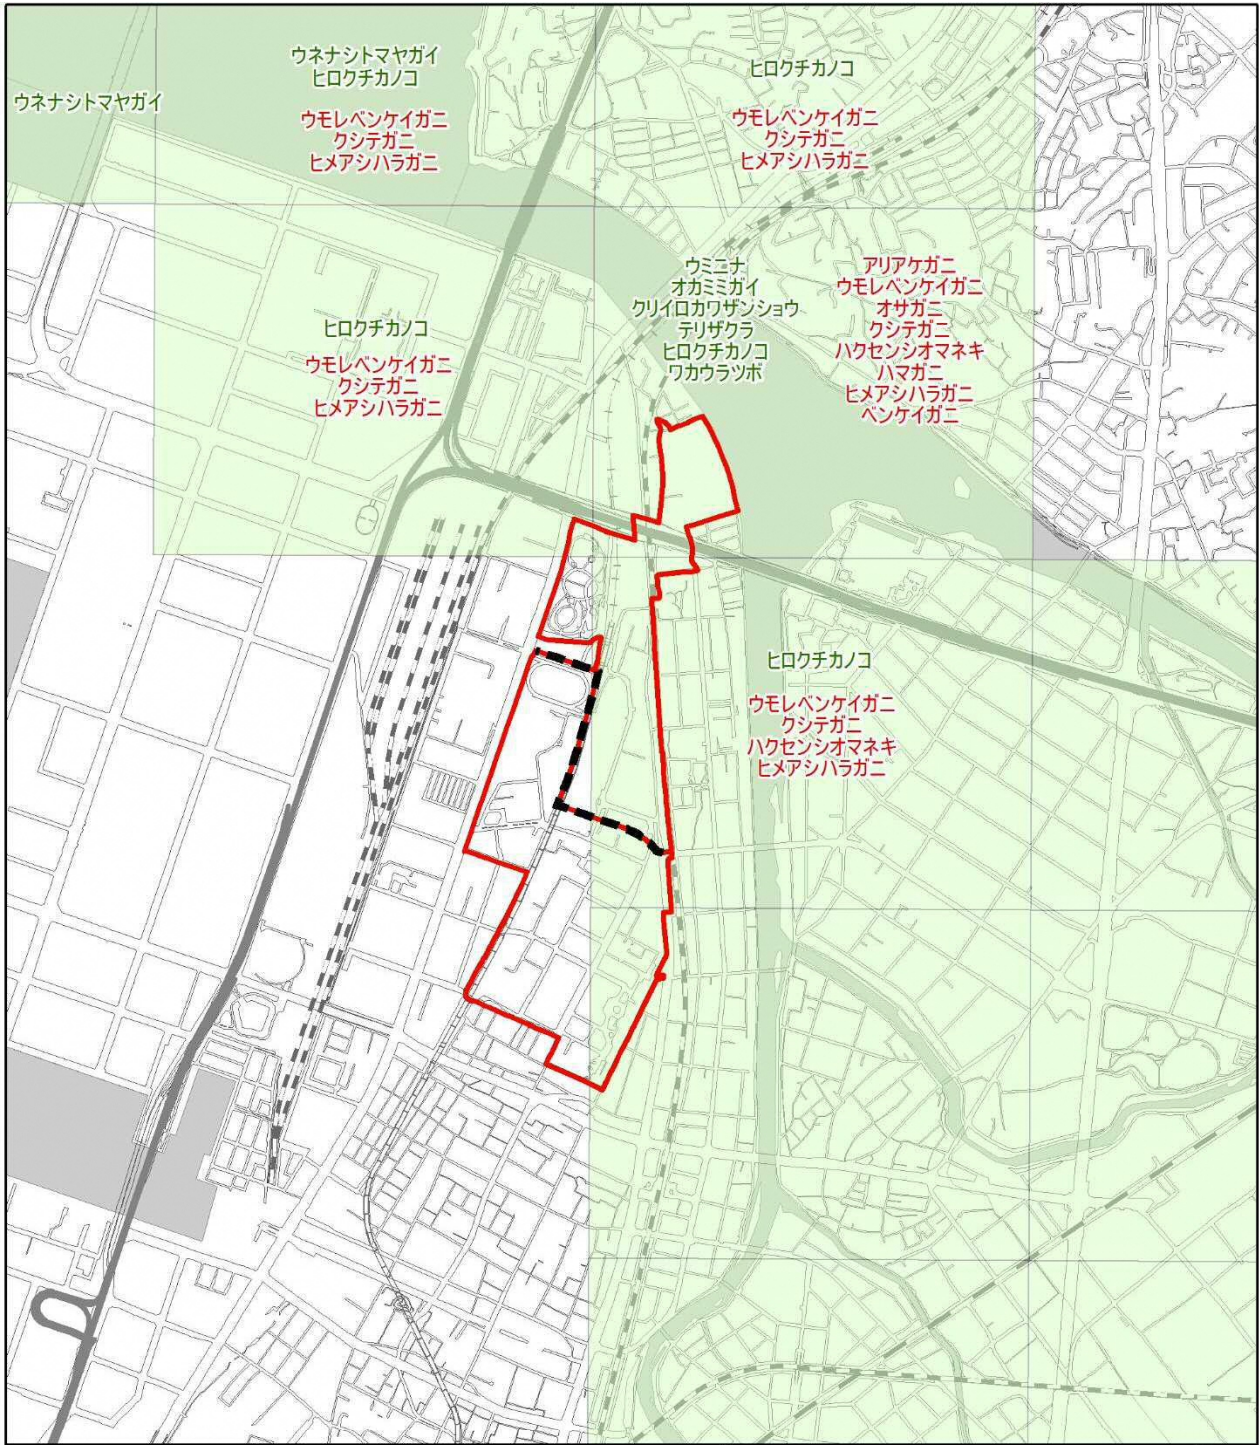 ウネナシトマヤガイ
ウネナシトマヤガイ
ヒロクチカノコ
ウモレベンケイガニ
クシテガニ
ヒメアシハラガニ
ヒロクチカノコ
ウモレベンケイガニ
クシテガニ
ヒメアシハラガニ
ヒロクチカノコ
ウモレベンケイガニ
クシテガニ
ヒメアシハラガニ
ウミニナ
オカミミガイ
クリイロカワザンショウ
テリザクラ
ヒロクチカノコ
ワカウラツボ
アリアケガニ
ウモレベンケイガニ
オサガニ
クシテガニ
ハクセンシオマネキ
ハマガニ
ヒメアシハラガニ
ベンケイガニ
ヒロクチカノコ
ウモレベンケイガニ
クシテガニ
ハクセンシオマネキ
ヒメアシハラガニ